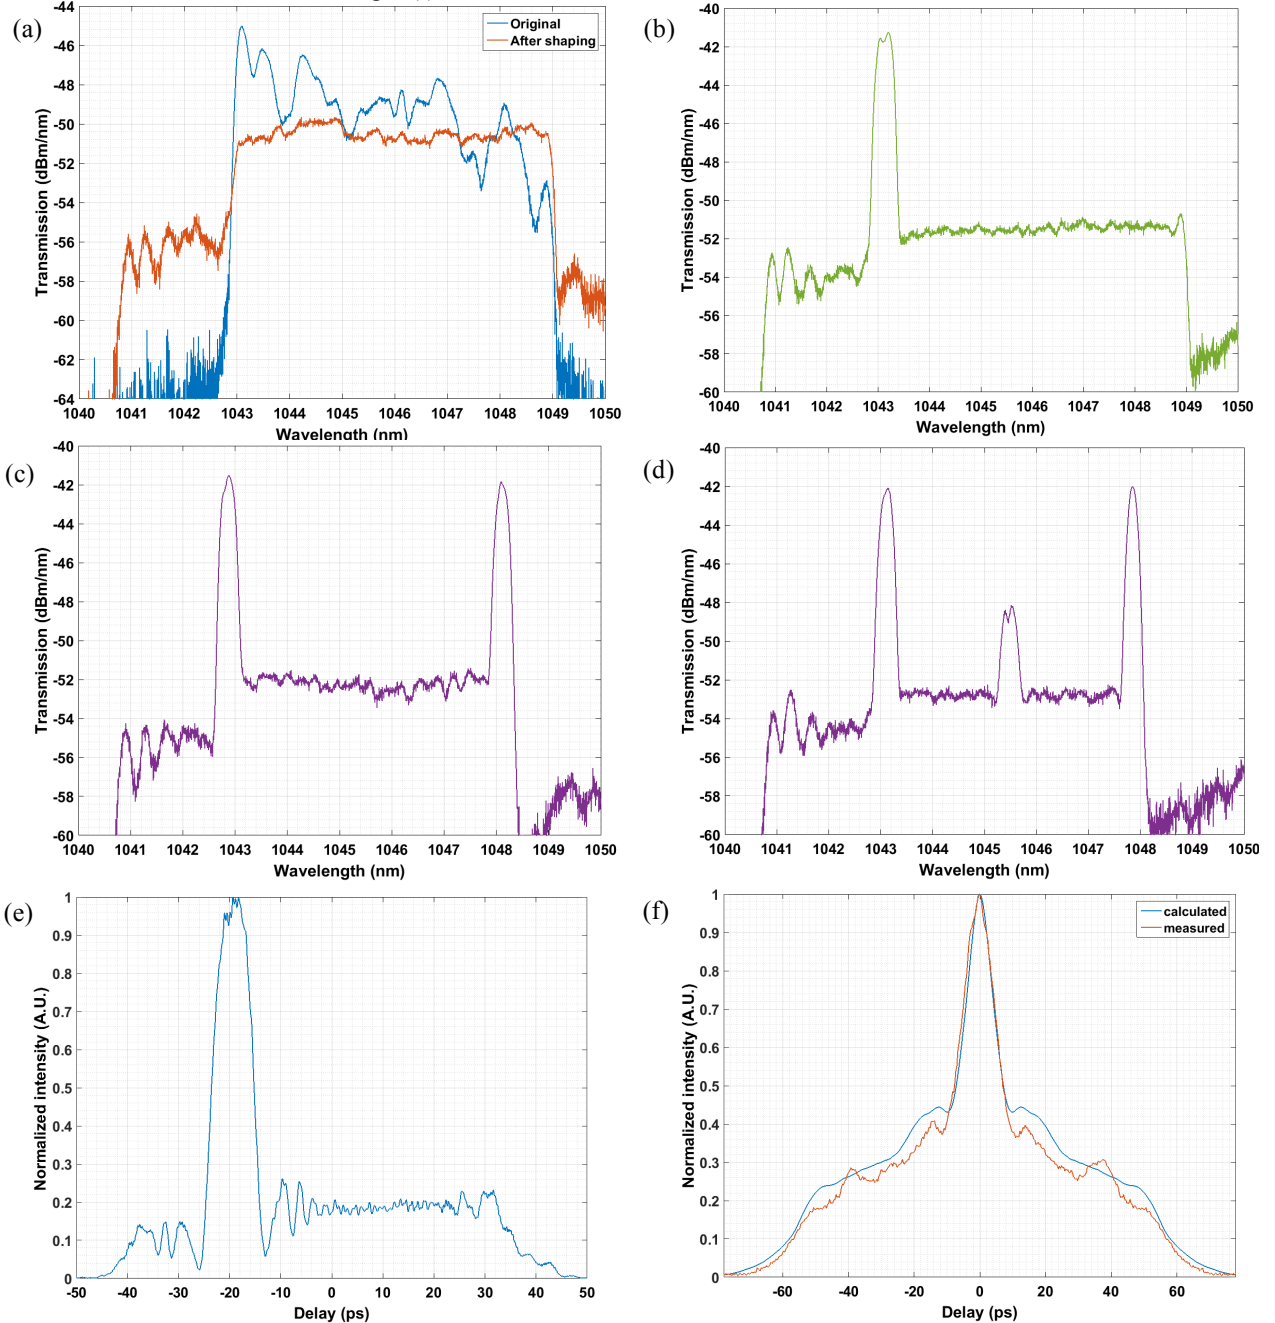 (a)
Original
After shaping
Transmission (dBm/nm)
-44
-46
-48
-50
-52
-54
-56
-58
-60
-62
-64
1040 1041 1042 1043 1044 1045 1046 1047 1048 1049 1050
Wavelength (nm)
(b)
Transmission (dBm/nm)
-40
-42
-44
-46
-48
-50
-52
-54
-56
-58
-60
1040 1041 1042 1043 1044 1045 1046 1047 1048 1049 1050
Wavelength (nm)
(c)
Transmission (dBm/nm)
-40
-42
-44
-46
-48
-50
-52
-54
-56
-58
-60
1040 1041 1042 1043 1044 1045 1046 1047 1048 1049 1050
Wavelength (nm)
(d)
Transmission (dBm/nm)
-40
-42
-44
-46
-48
-50
-52
-54
-56
-58
-60
1040 1041 1042 1043 1044 1045 1046 1047 1048 1049 1050
Wavelength (nm)
(e)
Normalized intensity (A.U.)
1
0.9
0.8
0.7
0.6
0.5
0.4
0.3
0.2
0.1
0
-50 -40 -30 -20 -10 0 10 20 30 40 50
Delay (ps)
(f)
calculated
measured
Normalized intensity (A.U.)
1
0.9
0.8
0.7
0.6
0.5
0.4
0.3
0.2
0.1
0
-60 -40 -20 0 20 40 60
Delay (ps)